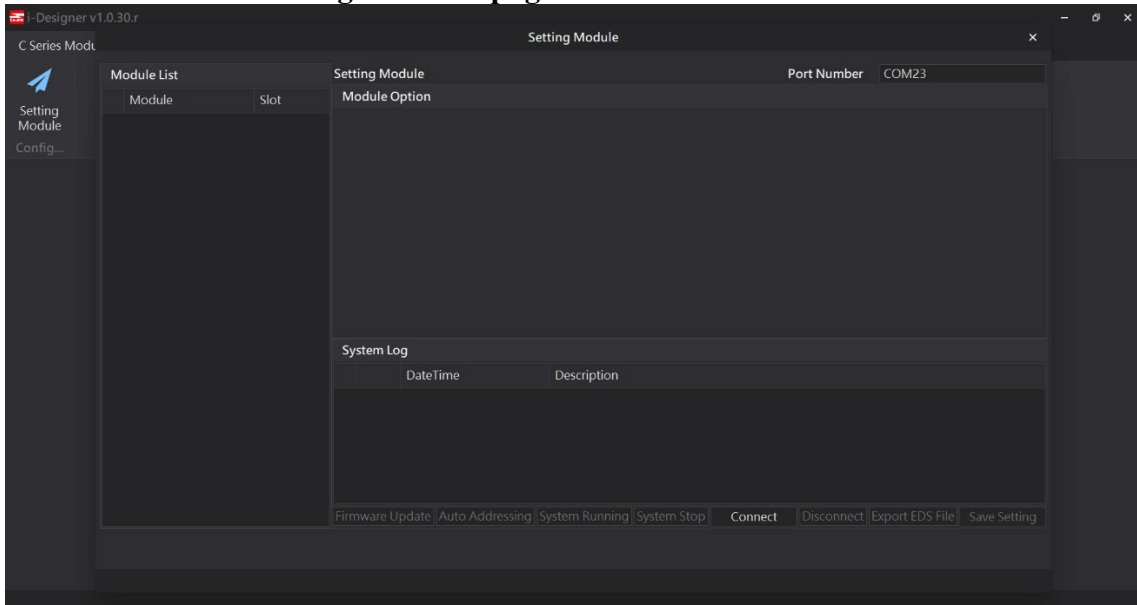 i-Designer v1.0.30.r
Setting Module
C Series Modu
Module List
Setting Module
Port Number COM23
Module Slot
Module Option
Setting
Module
Config...
System Log
DateTime Description
Firmware Update Auto Addressing System Running System Stop Connect Disconnect Export EDS File Save Setting